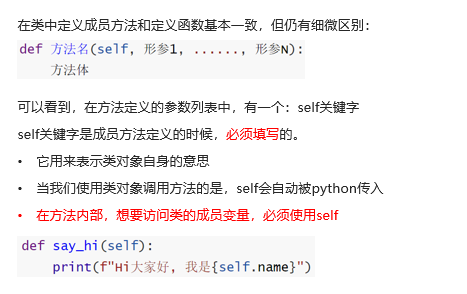 在类中定义成员方法和定义函数基本一致，但仍有细微区别：
def 方法名(self, 形参1, ......, 形参N):
    方法体
可以看到，在方法定义的参数列表中，有一个：self关键字
self关键字是成员方法定义的时候，必须填写的。
• 它用来表示类对象自身的意思
• 当我们使用类对象调用方法的是，self会自动被python传入
• 在方法内部，想要访问类的成员变量，必须使用self
def say_hi(self):
    print(f"Hi大家好, 我是{self.name}")